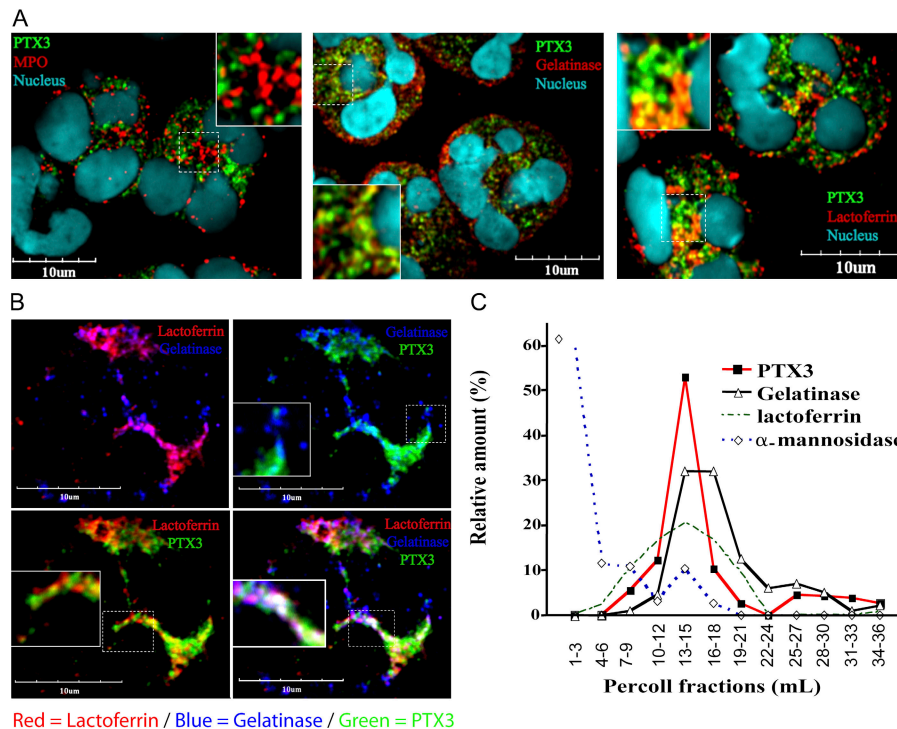 A
PTX3
MPO
Nucleus
10um
PTX3
Gelatinase
Nucleus
10um
PTX3
Lactoferrin
Nucleus
10um
B
Lactoferrin
Gelatinase
10um
Gelatinase
PTX3
10um
Lactoferrin
PTX3
10um
Lactoferrin
Gelatinase
PTX3
10um
Red = Lactoferrin / Blue = Gelatinase / Green = PTX3
C
Relative amount (%)
60
50
40
30
20
10
0
PTX3
Gelatinase
lactoferrin
α-mannosidase
1-3
4-6
7-9
10-12
13-15
16-18
19-21
22-24
25-27
28-30
31-33
34-36
Percoll fractions (mL)